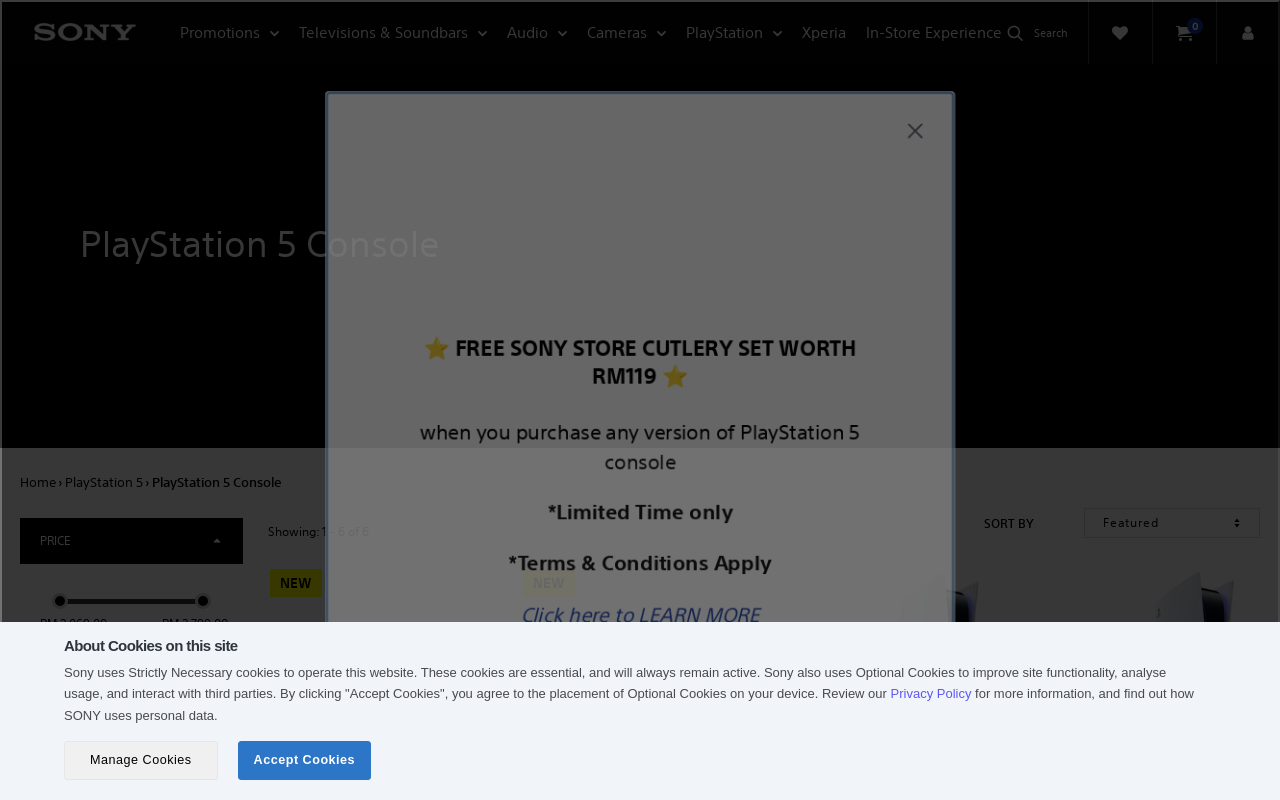 SONY
Promotions
Televisions & Soundbars
Audio
Cameras
PlayStation
Xperia
In-Store Experience
Search
0
PlayStation 5 Console
⭐ FREE SONY STORE CUTLERY SET WORTH
RM119 ⭐
when you purchase any version of PlayStation 5
console
*Limited Time only
*Terms & Conditions Apply
Click here to LEARN MORE
Home › PlayStation 5 › PlayStation 5 Console
PRICE
Showing: 1 - 6 of 6
SORT BY
Featured
NEW
NEW
About Cookies on this site
Sony uses Strictly Necessary cookies to operate this website. These cookies are essential, and will always remain active. Sony also uses Optional Cookies to improve site functionality, analyse
usage, and interact with third parties. By clicking "Accept Cookies", you agree to the placement of Optional Cookies on your device. Review our Privacy Policy for more information, and find out how
SONY uses personal data.
Manage Cookies
Accept Cookies